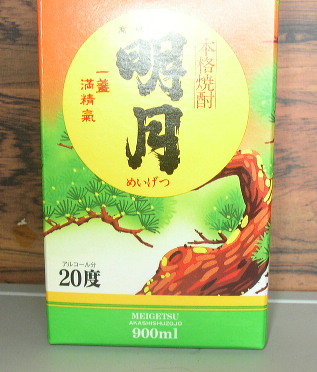 本格焼酎
明月
めいげつ
一盞
満精氣
アルコール分
20度
MEIGETSU
AKASHISHUZOJO
900ml